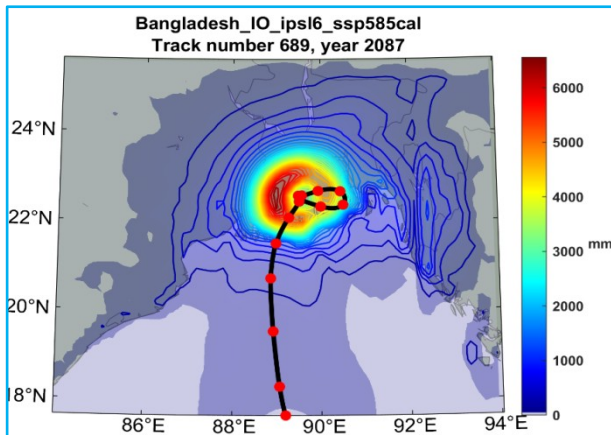 Bangladesh_IO_ipsl6_ssp585cal
Track number 689, year 2087
24°N
22°N
20°N
18°N
86°E
88°E
90°E
92°E
94°E
6000
5000
4000
3000
mm
2000
1000
0